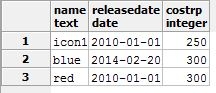 name releasedate costrp
text date integer
1 icon1 2010-01-01 250
2 blue 2014-02-20 300
3 red 2010-01-01 300